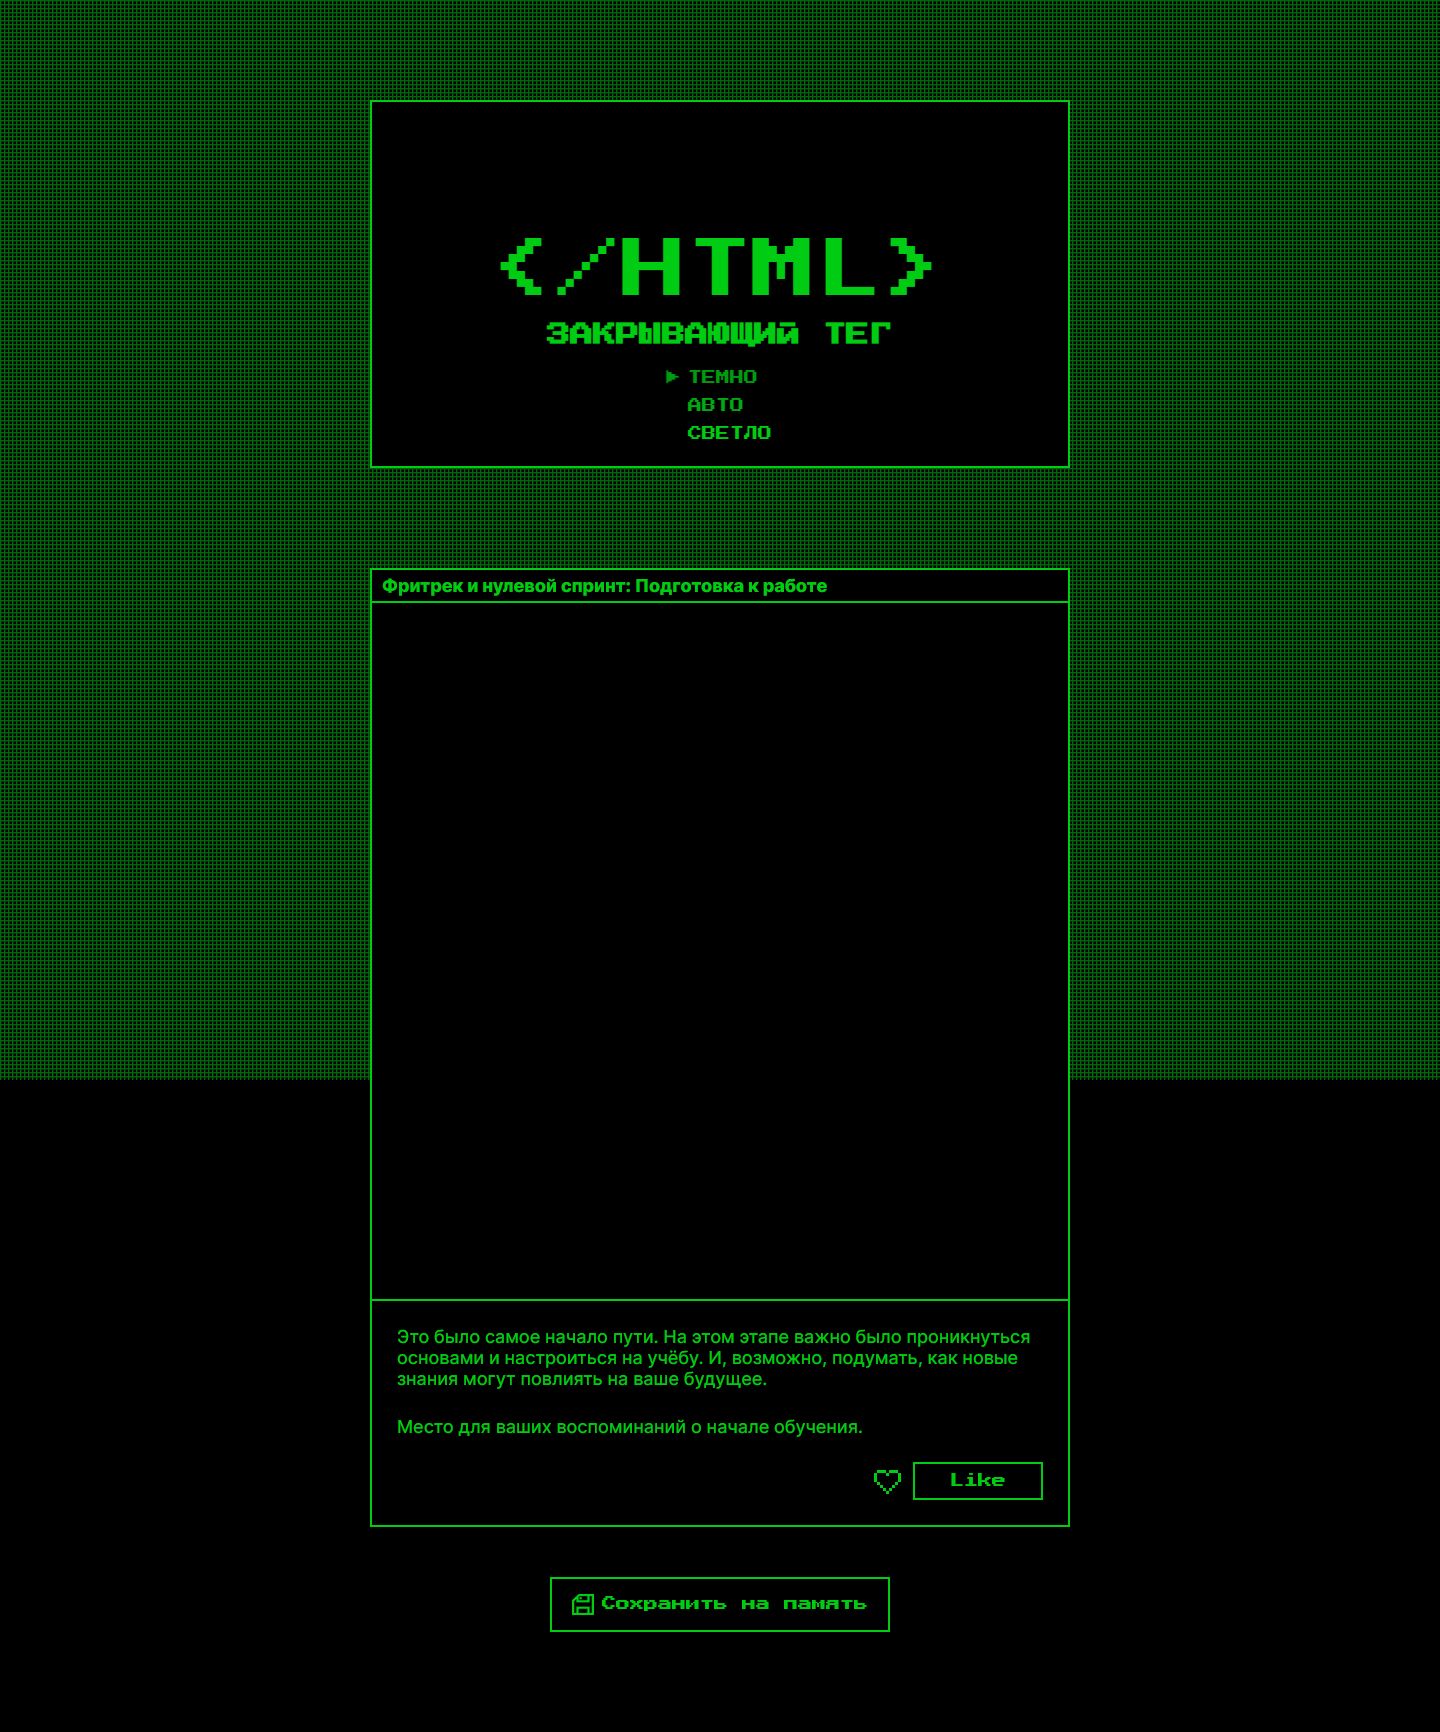 </HTML>
ЗАКРЫВАЮЩИЙ ТЕГ
▶ ТЕМНО
АВТО
СВЕТЛО
Фритрек и нулевой спринт: Подготовка к работе
Это было самое начало пути. На этом этапе важно было проникнуться
основами и настроиться на учёбу. И, возможно, подумать, как новые
знания могут повлиять на ваше будущее.
Место для ваших воспоминаний о начале обучения.
Like
Сохранить на память